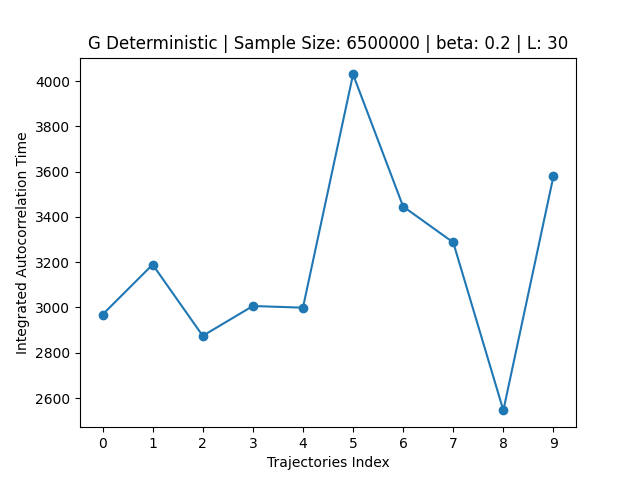 G Deterministic | Sample Size: 6500000 | beta: 0.2 | L: 30
4000
3800
3600
3400
3200
3000
2800
2600
Integrated Autocorrelation Time
0 1 2 3 4 5 6 7 8 9
Trajectories Index